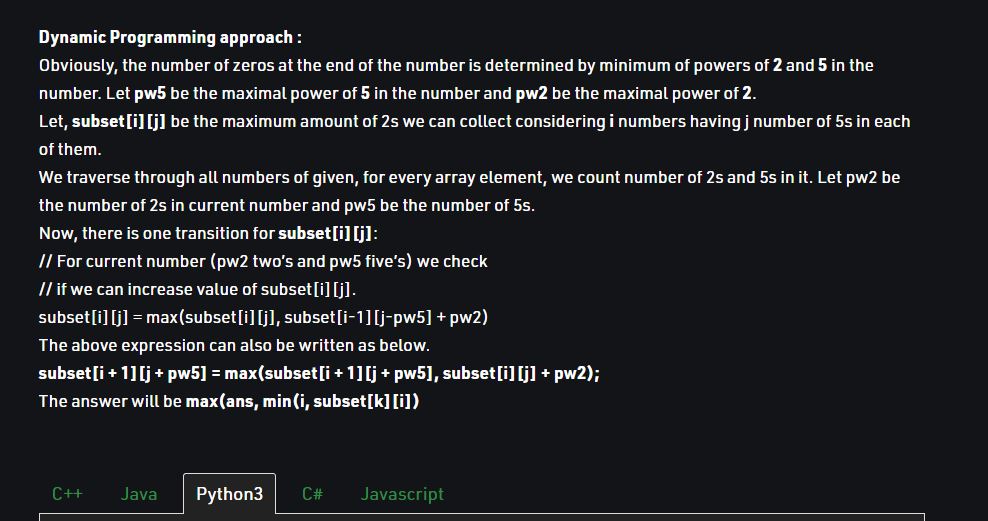 Dynamic Programming approach :
Obviously, the number of zeros at the end of the number is determined by minimum of powers of 2 and 5 in the
number. Let pw5 be the maximal power of 5 in the number and pw2 be the maximal power of 2.
Let, subset[i][j] be the maximum amount of 2s we can collect considering i numbers having j number of 5s in each
of them.
We traverse through all numbers of given, for every array element, we count number of 2s and 5s in it. Let pw2 be
the number of 2s in current number and pw5 be the number of 5s.
Now, there is one transition for subset[i][j]:
// For current number (pw2 two’s and pw5 five’s) we check
// if we can increase value of subset[i][j].
subset[i][j] = max(subset[i][j], subset[i-1][j-pw5] + pw2)
The above expression can also be written as below.
subset[i + 1][j + pw5] = max(subset[i + 1][j + pw5], subset[i][j] + pw2);
The answer will be max(ans, min(i, subset[k][i])
C++ Java Python3 C# Javascript